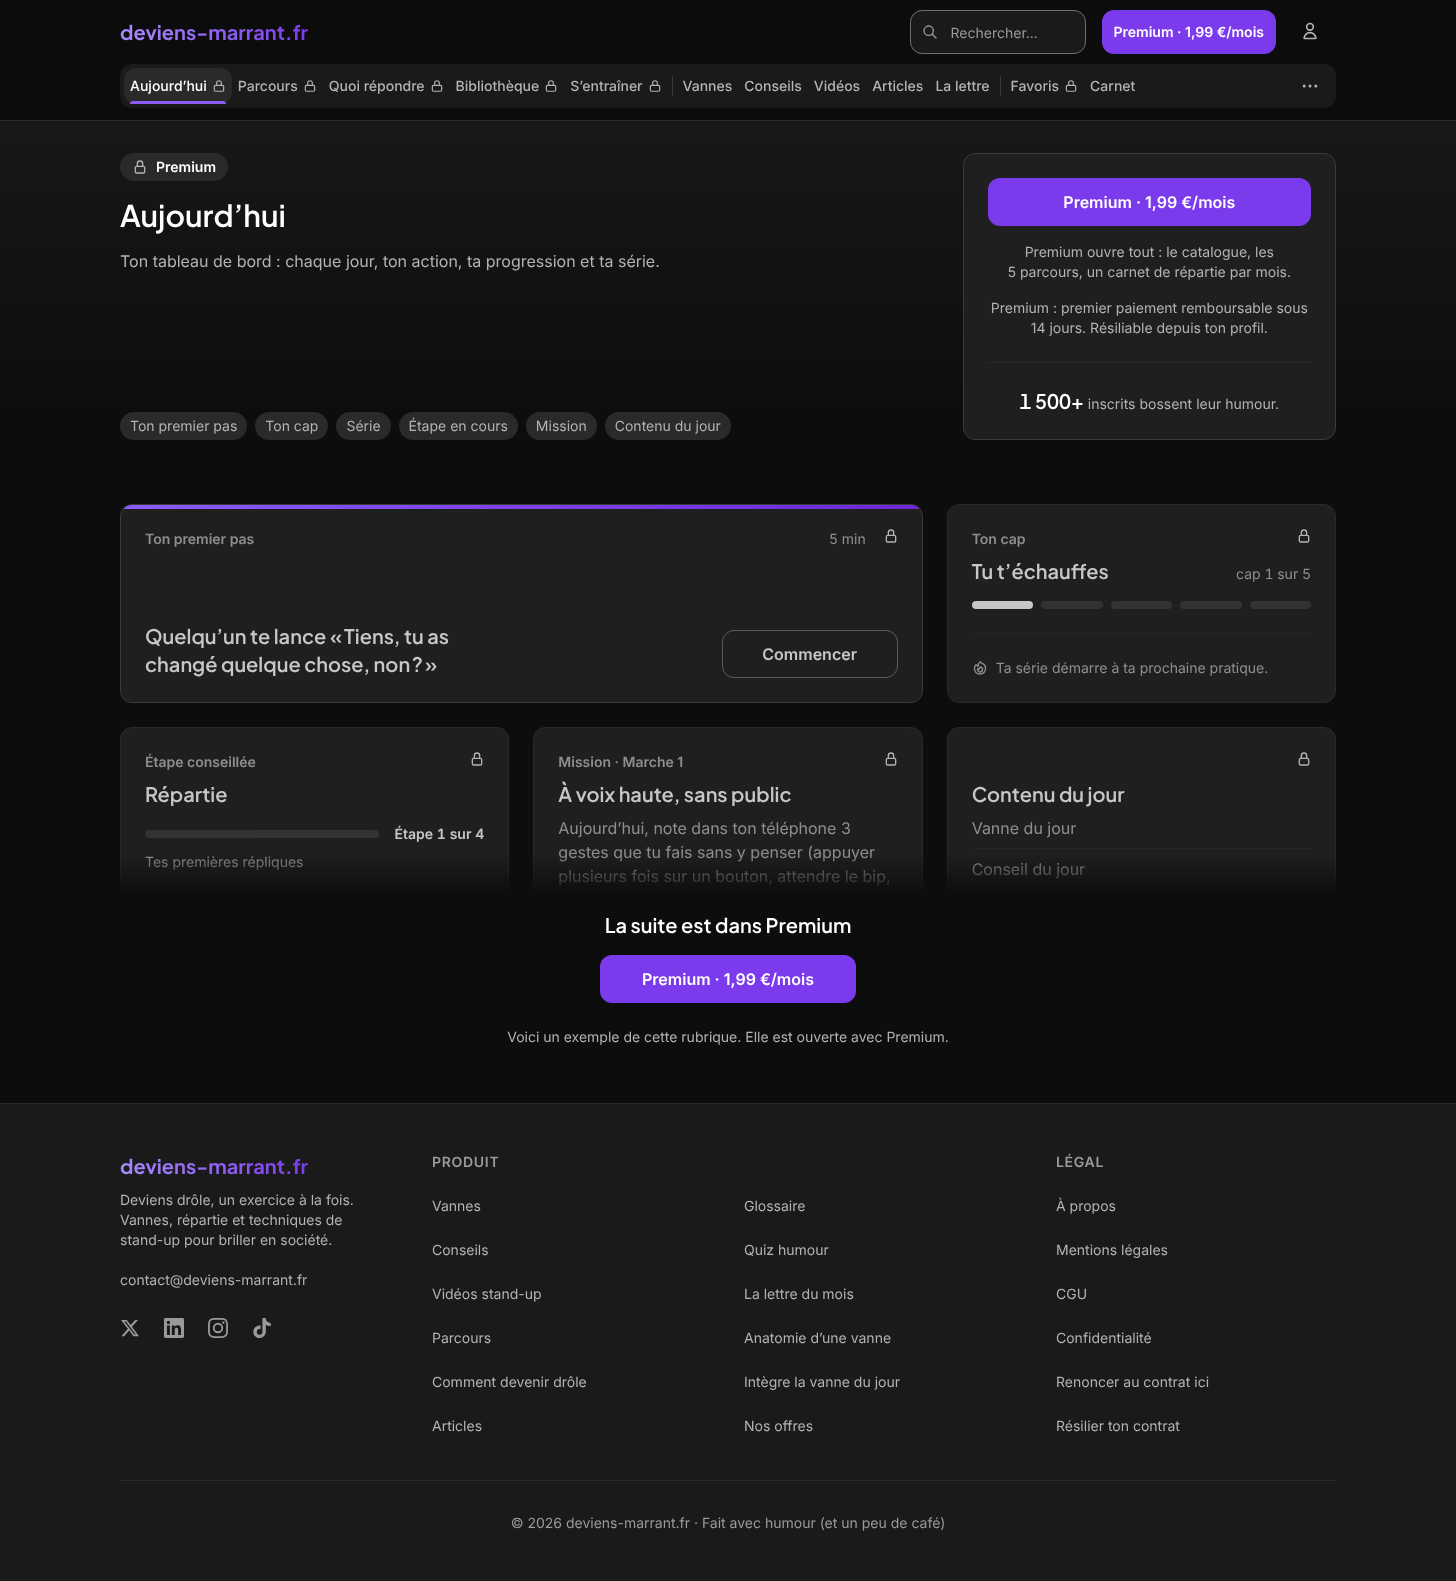 deviens-marrant.fr
Rechercher...
Premium · 1,99 €/mois
Aujourd’hui
Parcours
Quoi répondre
Bibliothèque
S’entraîner
Vannes
Conseils
Vidéos
Articles
La lettre
Favoris
Carnet
Premium
Aujourd’hui
Ton tableau de bord : chaque jour, ton action, ta progression et ta série.
Ton premier pas
Ton cap
Série
Étape en cours
Mission
Contenu du jour
Premium · 1,99 €/mois
Premium ouvre tout : le catalogue, les
5 parcours, un carnet de répartie par mois.
Premium : premier paiement remboursable sous
14 jours. Résiliable depuis ton profil.
1 500+ inscrits bossent leur humour.
Ton premier pas
5 min
Quelqu’un te lance « Tiens, tu as
changé quelque chose, non ? »
Commencer
Ton cap
Tu t’échauffes
cap 1 sur 5
Ta série démarre à ta prochaine pratique.
Étape conseillée
Répartie
Étape 1 sur 4
Tes premières répliques
Mission · Marche 1
À voix haute, sans public
Aujourd’hui, note dans ton téléphone 3
gestes que tu fais sans y penser (appuyer
plusieurs fois sur un bouton, attendre le bip,
Contenu du jour
Vanne du jour
Conseil du jour
La suite est dans Premium
Premium · 1,99 €/mois
Voici un exemple de cette rubrique. Elle est ouverte avec Premium.
deviens-marrant.fr
Deviens drôle, un exercice à la fois.
Vannes, répartie et techniques de
stand-up pour briller en société.
contact@deviens-marrant.fr
PRODUIT
Vannes
Conseils
Vidéos stand-up
Parcours
Comment devenir drôle
Articles
Glossaire
Quiz humour
La lettre du mois
Anatomie d’une vanne
Intègre la vanne du jour
Nos offres
LÉGAL
À propos
Mentions légales
CGU
Confidentialité
Renoncer au contrat ici
Résilier ton contrat
© 2026 deviens-marrant.fr · Fait avec humour (et un peu de café)